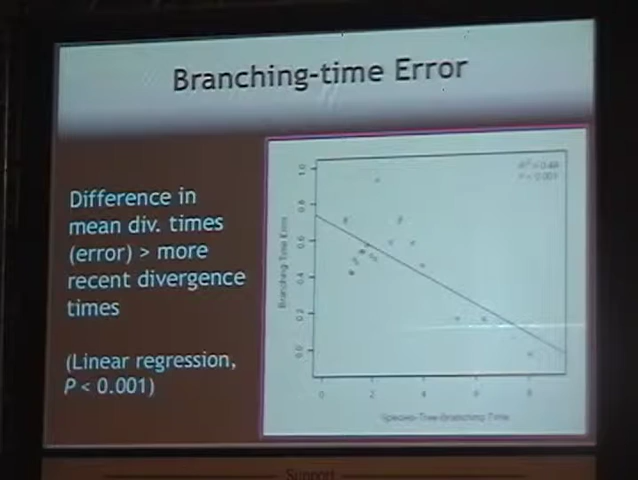 Branching-time Error
Difference in
mean div. times
(error) > more
recent divergence
times
(Linear regression,
P < 0.001)
P < 0.001
Branching Time Error
0.0
0.2
0.4
0.6
0.8
1.0
0
2
4
6
8
Species-Tree Branching Time
Support